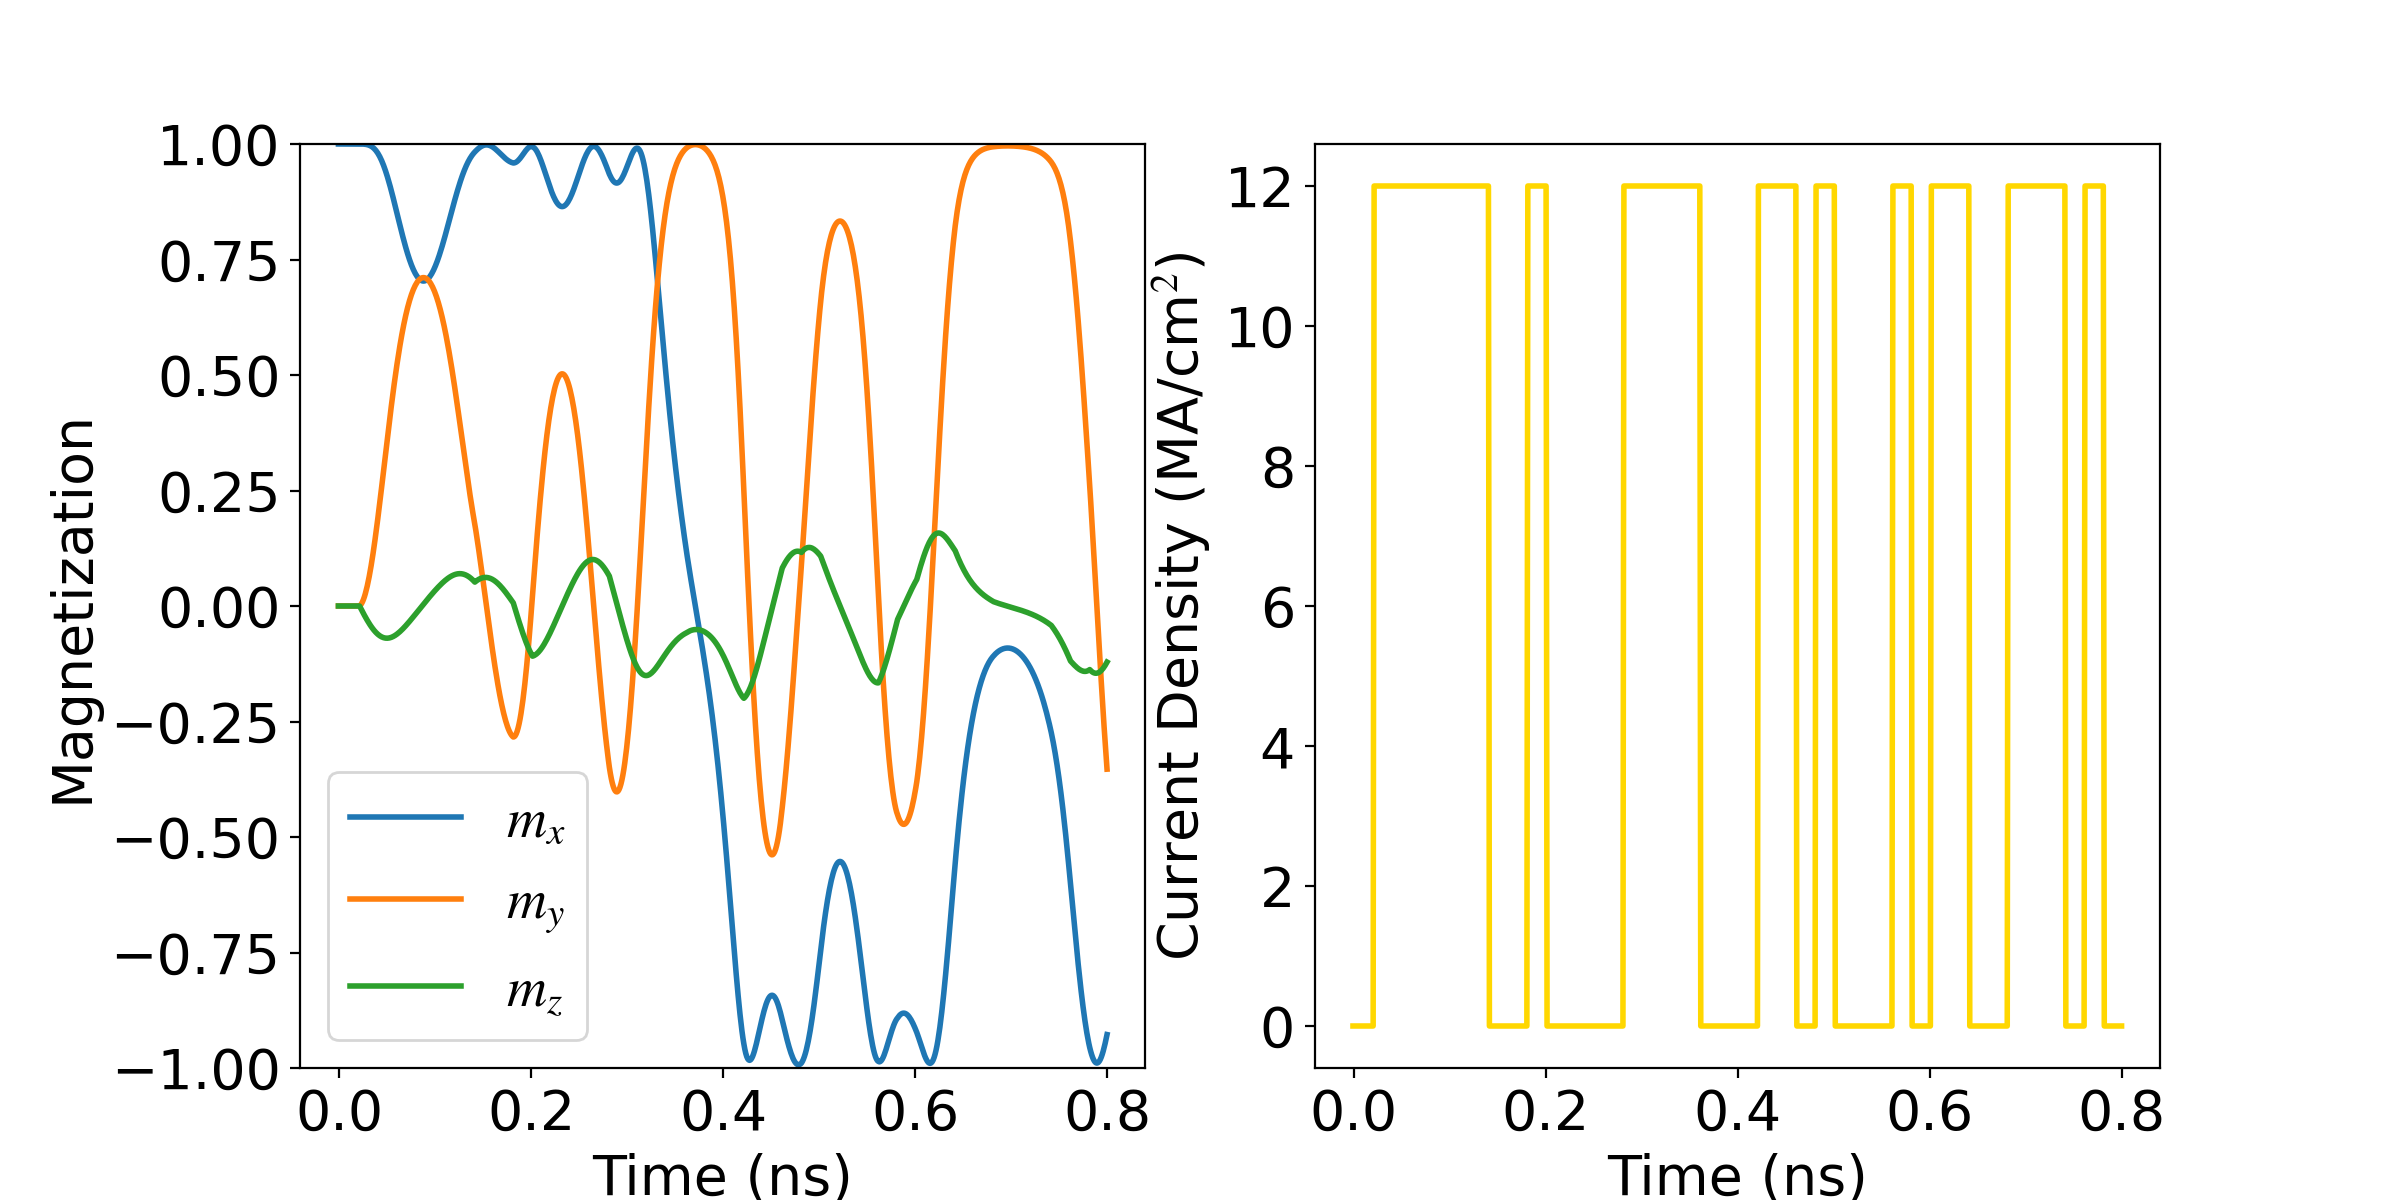 1.00
0.75
0.50
0.25
0.00
−0.25
−0.50
−0.75
−1.00
Magnetization
m_x
m_y
m_z
0.0 0.2 0.4 0.6 0.8
Time (ns)
12
10
8
6
4
2
0
Current Density (MA/cm²)
0.0 0.2 0.4 0.6 0.8
Time (ns)